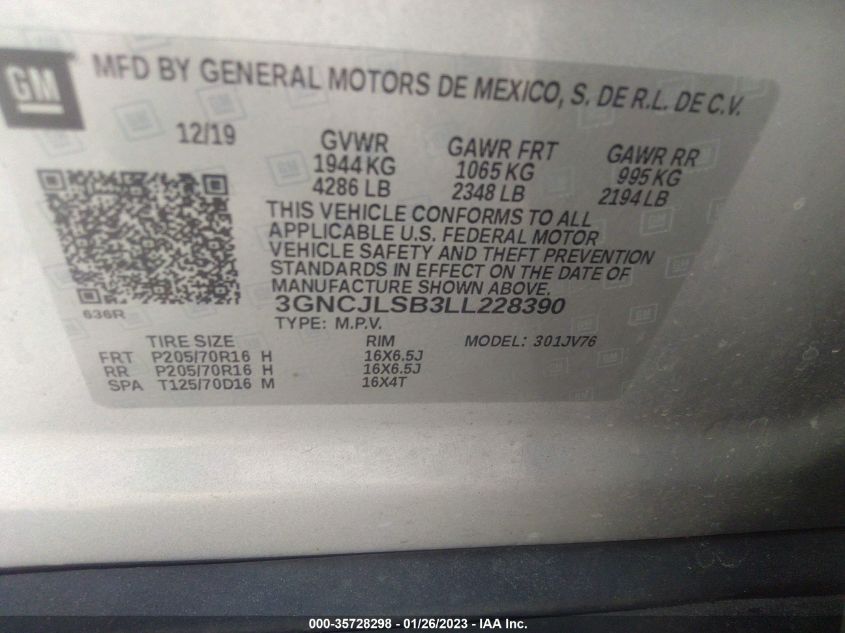 GM
MFD BY GENERAL MOTORS DE MEXICO, S. DE R.L. DE C.V.
12/19 GVWR GAWR FRT GAWR RR
1944 KG 1065 KG 995 KG
4286 LB 2348 LB 2194 LB
THIS VEHICLE CONFORMS TO ALL
APPLICABLE U.S. FEDERAL MOTOR
VEHICLE SAFETY AND THEFT PREVENTION
STANDARDS IN EFFECT ON THE DATE OF
MANUFACTURE SHOWN ABOVE.
636R 3GNCJLSB3LL228390
TYPE: M.P.V.
TIRE SIZE RIM MODEL: 301JV76
FRT P205/70R16 H 16X6.5J
RR P205/70R16 H 16X6.5J
SPA T125/70D16 M 16X4T
000-35728298 - 01/26/2023 - IAA Inc.